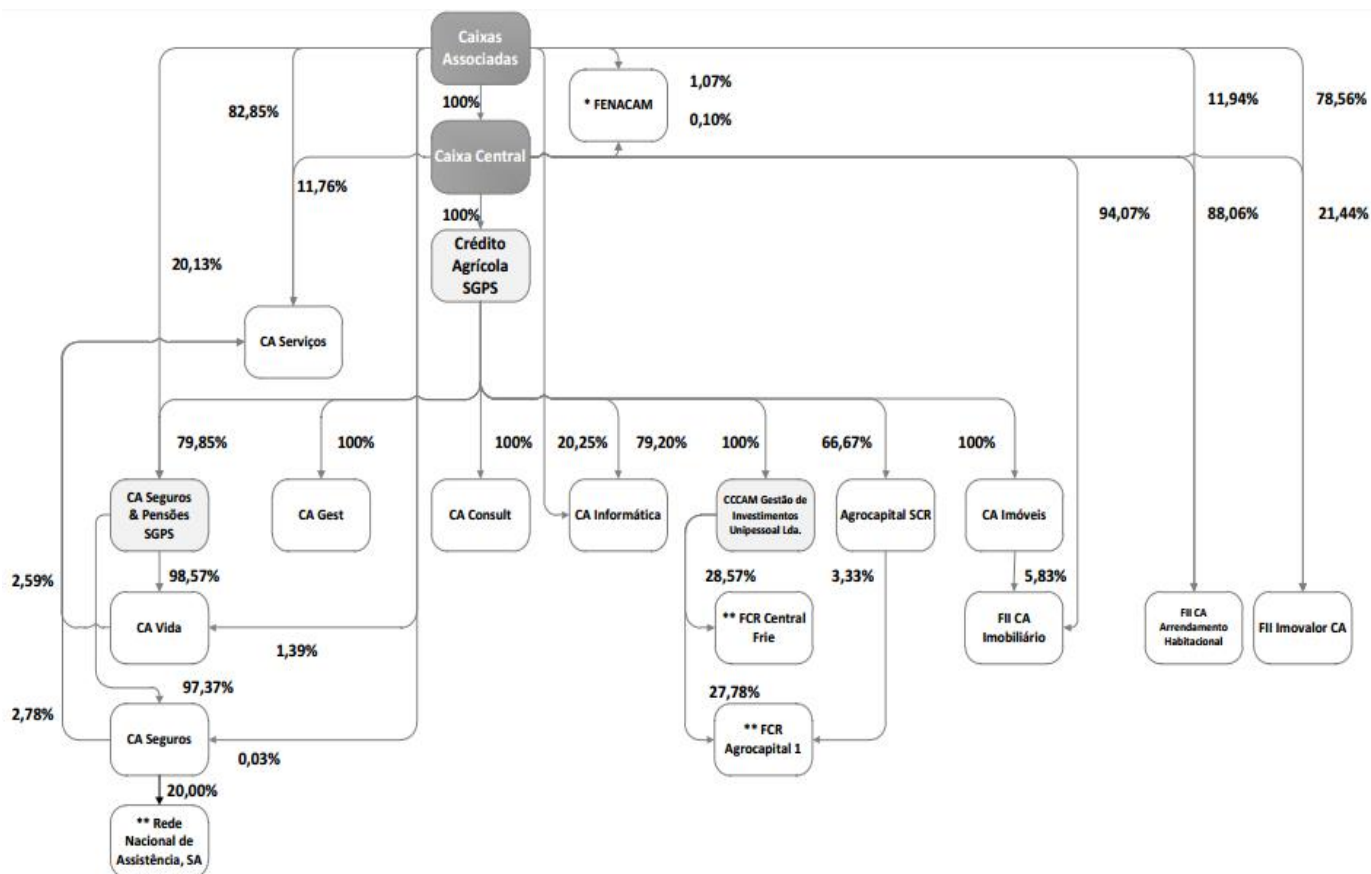 Caixas
Associadas
100%
* FENACAM
1,07%
0,10%
82,85%
11,94%
78,56%
Caixa Central
11,76%
100%
94,07%
88,06%
21,44%
Crédito
Agrícola
SGPS
20,13%
CA Serviços
79,85%
100%
100%
20,25%
79,20%
100%
66,67%
100%
CA Seguros
& Pensões
SGPS
CA Gest
CA Consult
CA Informática
CCCAM Gestão de
Investimentos
Unipessoal Lda.
Agrocapital SCR
CA Imóveis
2,59%
98,57%
28,57%
3,33%
5,83%
CA Vida
1,39%
** FCR Central
Frie
FII CA
Imobiliário
FII CA
Arrendamento
Habitacional
FII Imovalor CA
97,37%
27,78%
2,78%
CA Seguros
0,03%
** FCR
Agrocapital 1
20,00%
** Rede
Nacional de
Assistência, SA